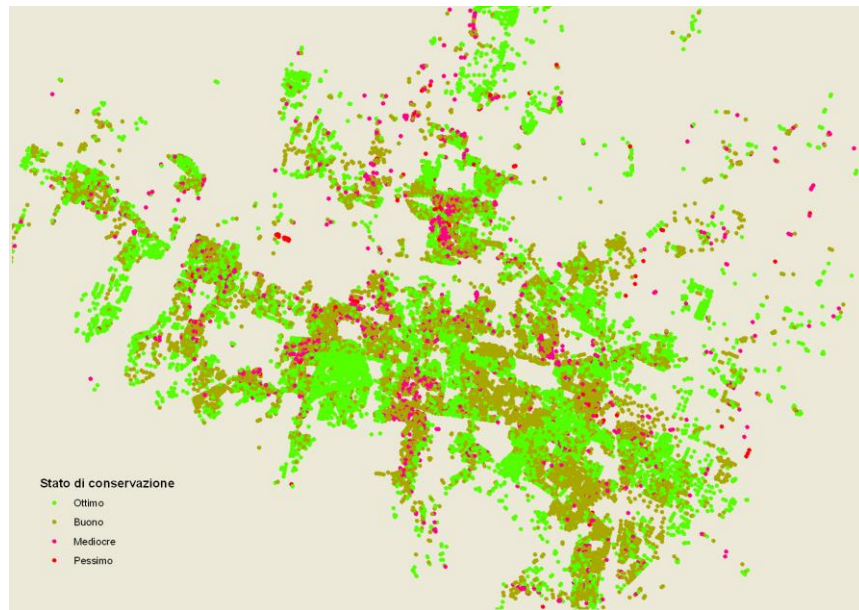 Stato di conservazione
Ottimo
Buono
Mediocre
Pessimo